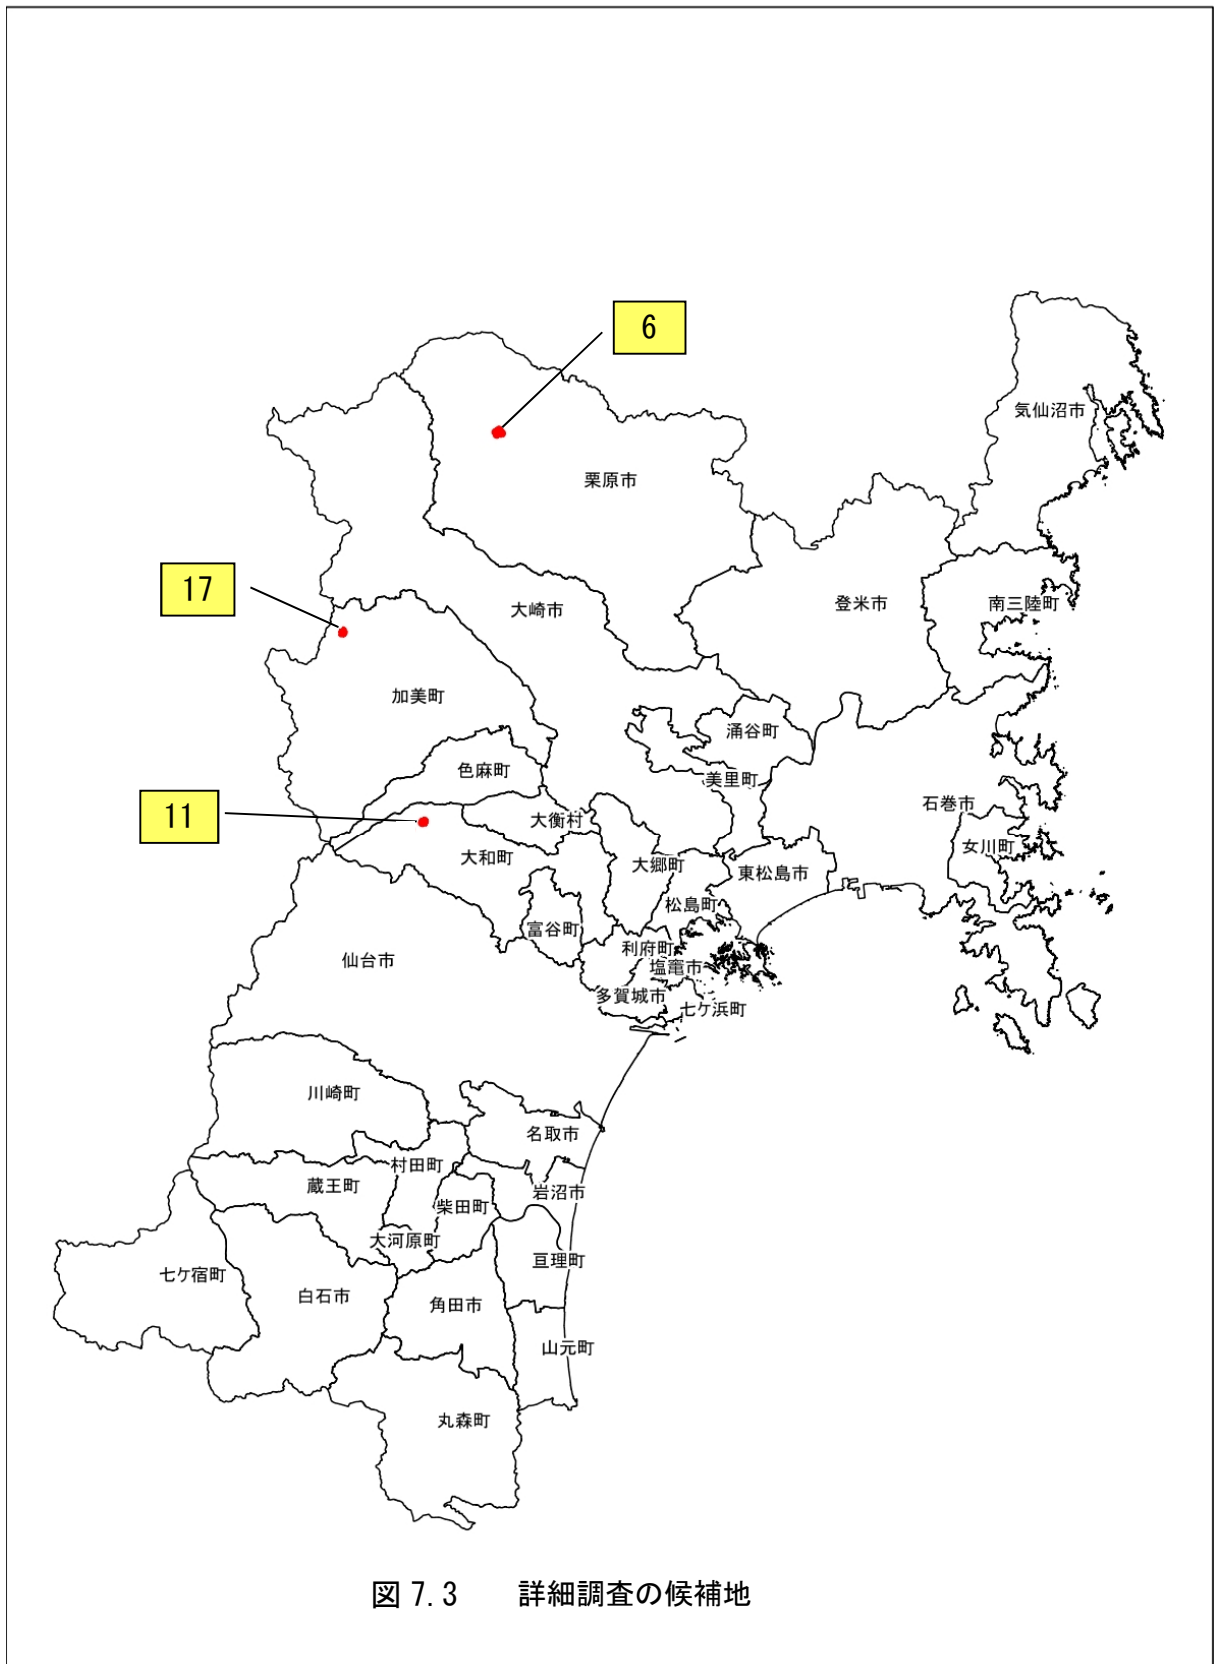 6
気仙沼市
栗原市
17
大崎市
登米市
南三陸町
加美町
涌谷町
色麻町
美里町
11
大衡村
石巻市
女川町
大和町
大郷町
東松島市
松島町
富谷町
利府町
仙台市
塩竈市
多賀城市
七ケ浜町
川崎町
名取市
村田町
蔵王町
岩沼市
柴田町
大河原町
亘理町
七ケ宿町
白石市
角田市
山元町
丸森町
図 7.3 詳細調査の候補地